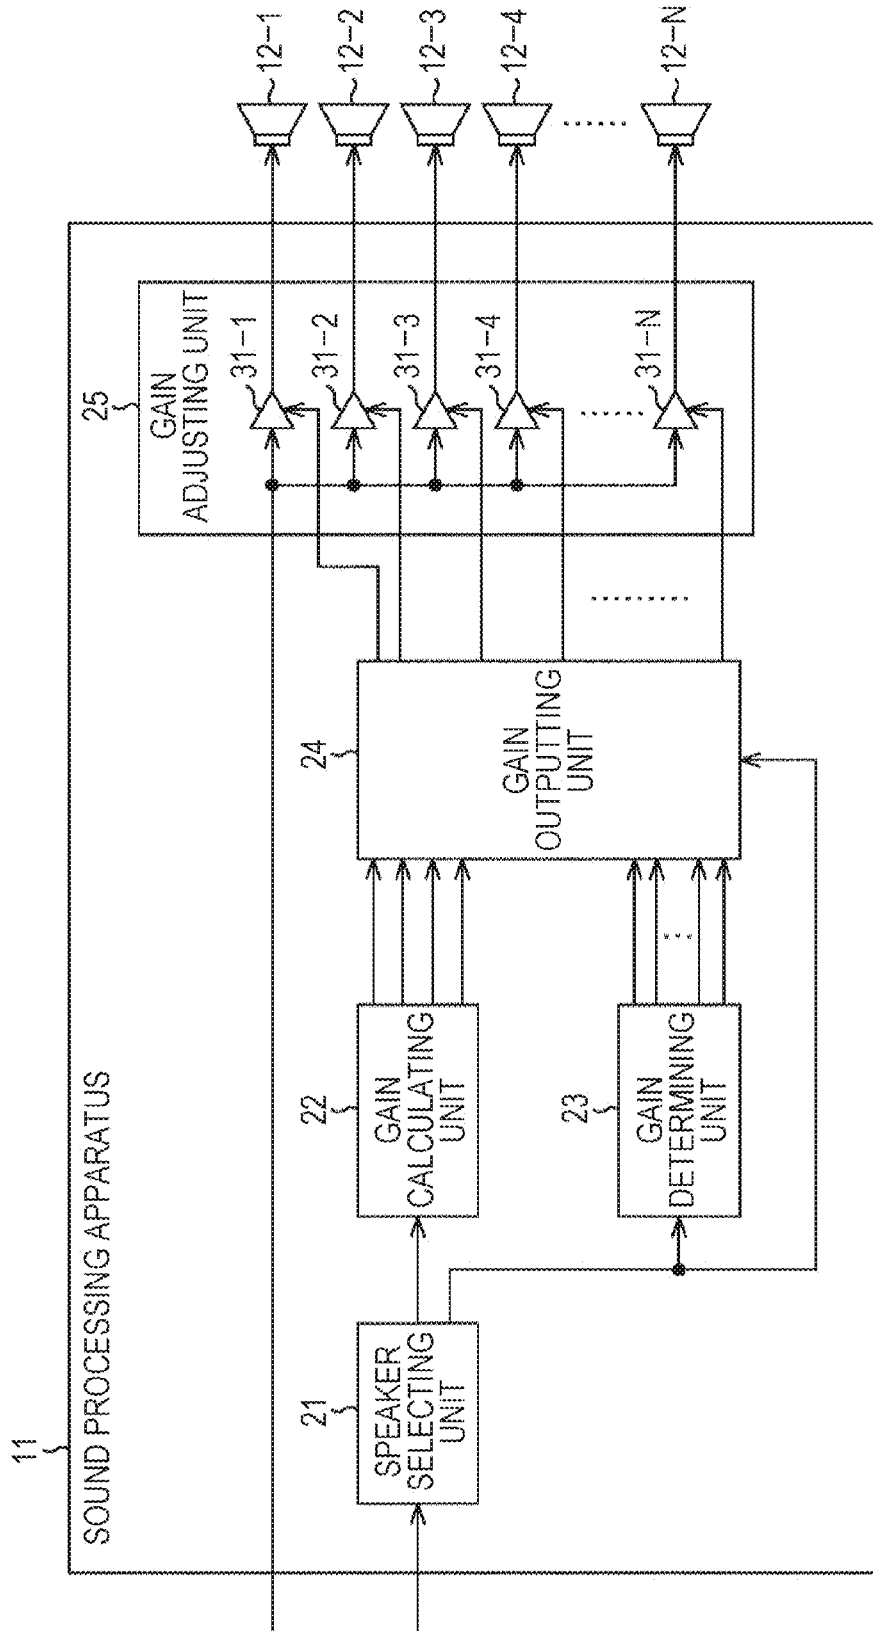 11
SOUND PROCESSING APPARATUS
21
SPEAKER
SELECTING
UNIT
22
GAIN
CALCULATING
UNIT
23
GAIN
DETERMINING
UNIT
24
GAIN
OUTPUTTING
UNIT
25
GAIN
ADJUSTING UNIT
31-1
31-2
31-3
31-4
31-N
12-1
12-2
12-3
12-4
12-N